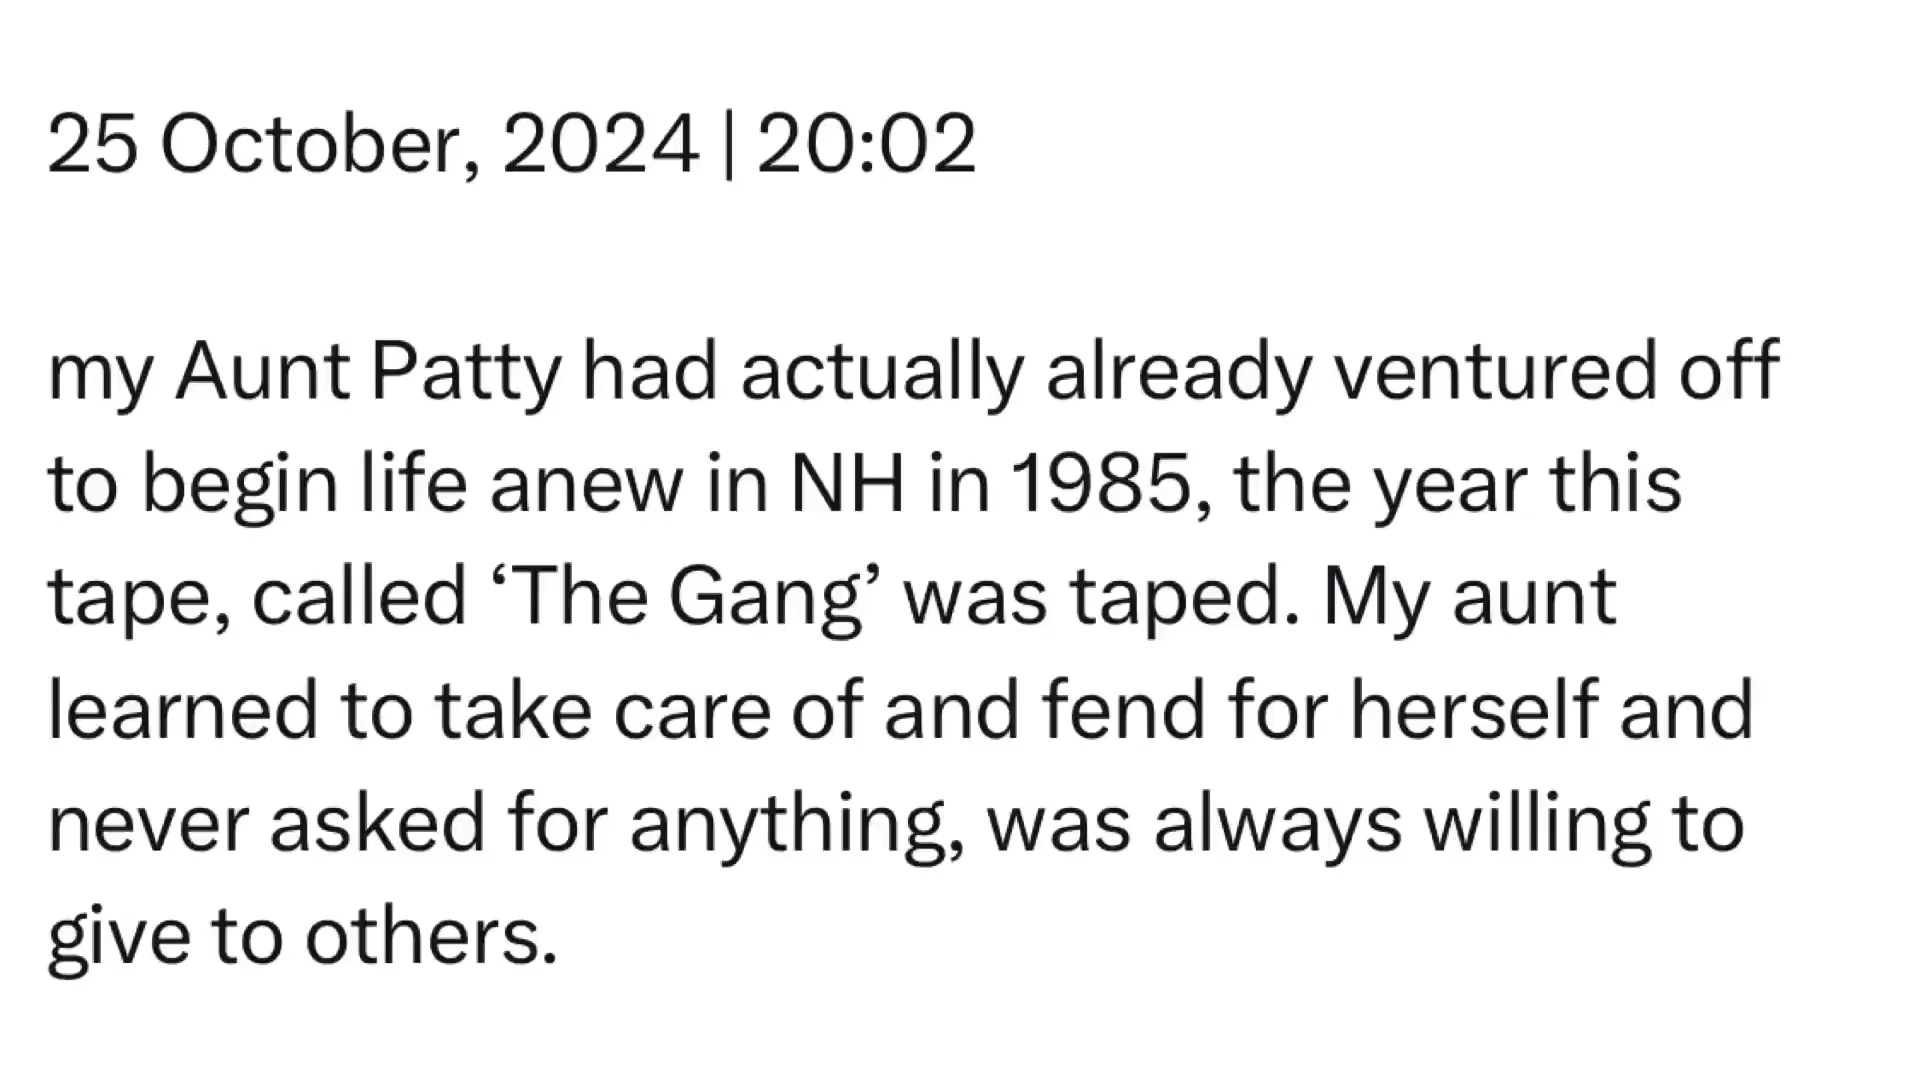 25 October, 2024 | 20:02
my Aunt Patty had actually already ventured off
to begin life anew in NH in 1985, the year this
tape, called ‘The Gang’ was taped. My aunt
learned to take care of and fend for herself and
never asked for anything, was always willing to
give to others.